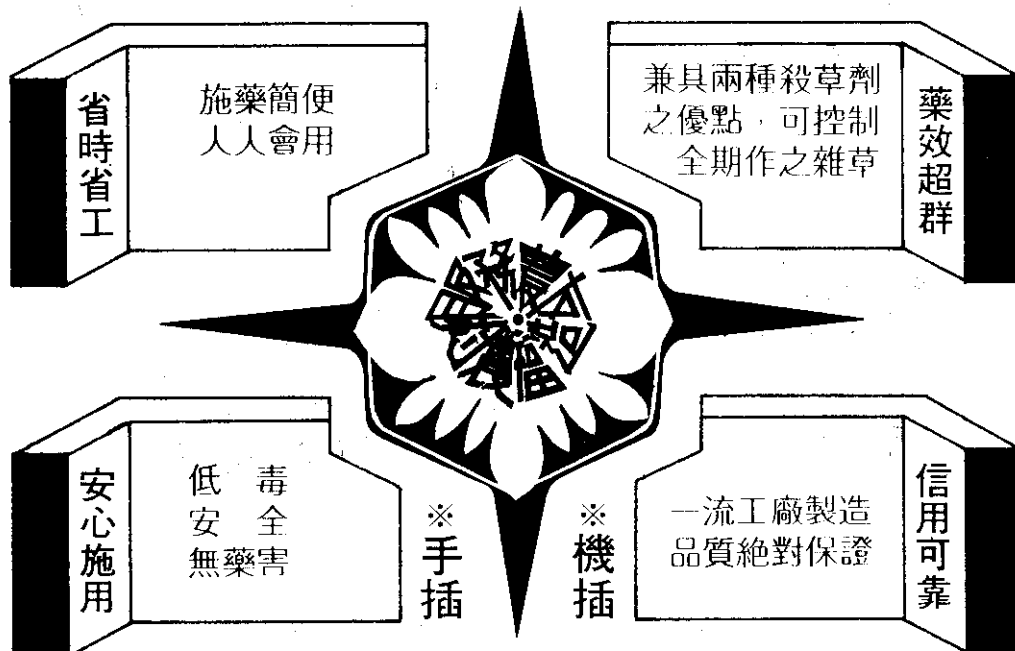 藥效超群
兼具兩種殺草劑
之優點，可控制
全期作之雜草
省時省工
施藥簡便
人人會用
信用可靠
一流工廠製造
品質絕對保證
※機插
※手插
安心施用
低　毒
安　全
無藥害